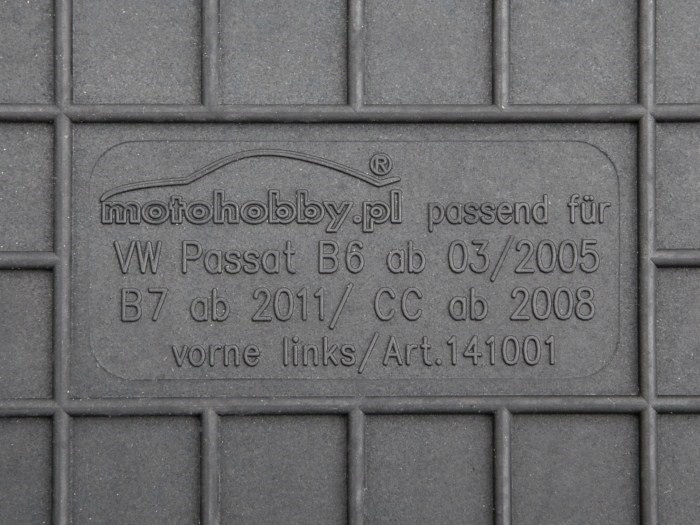 motohobby.pl® passend für
VW Passat B6 ab 03/2005
B7 ab 2011/ CC ab 2008
vorne links/Art.141001